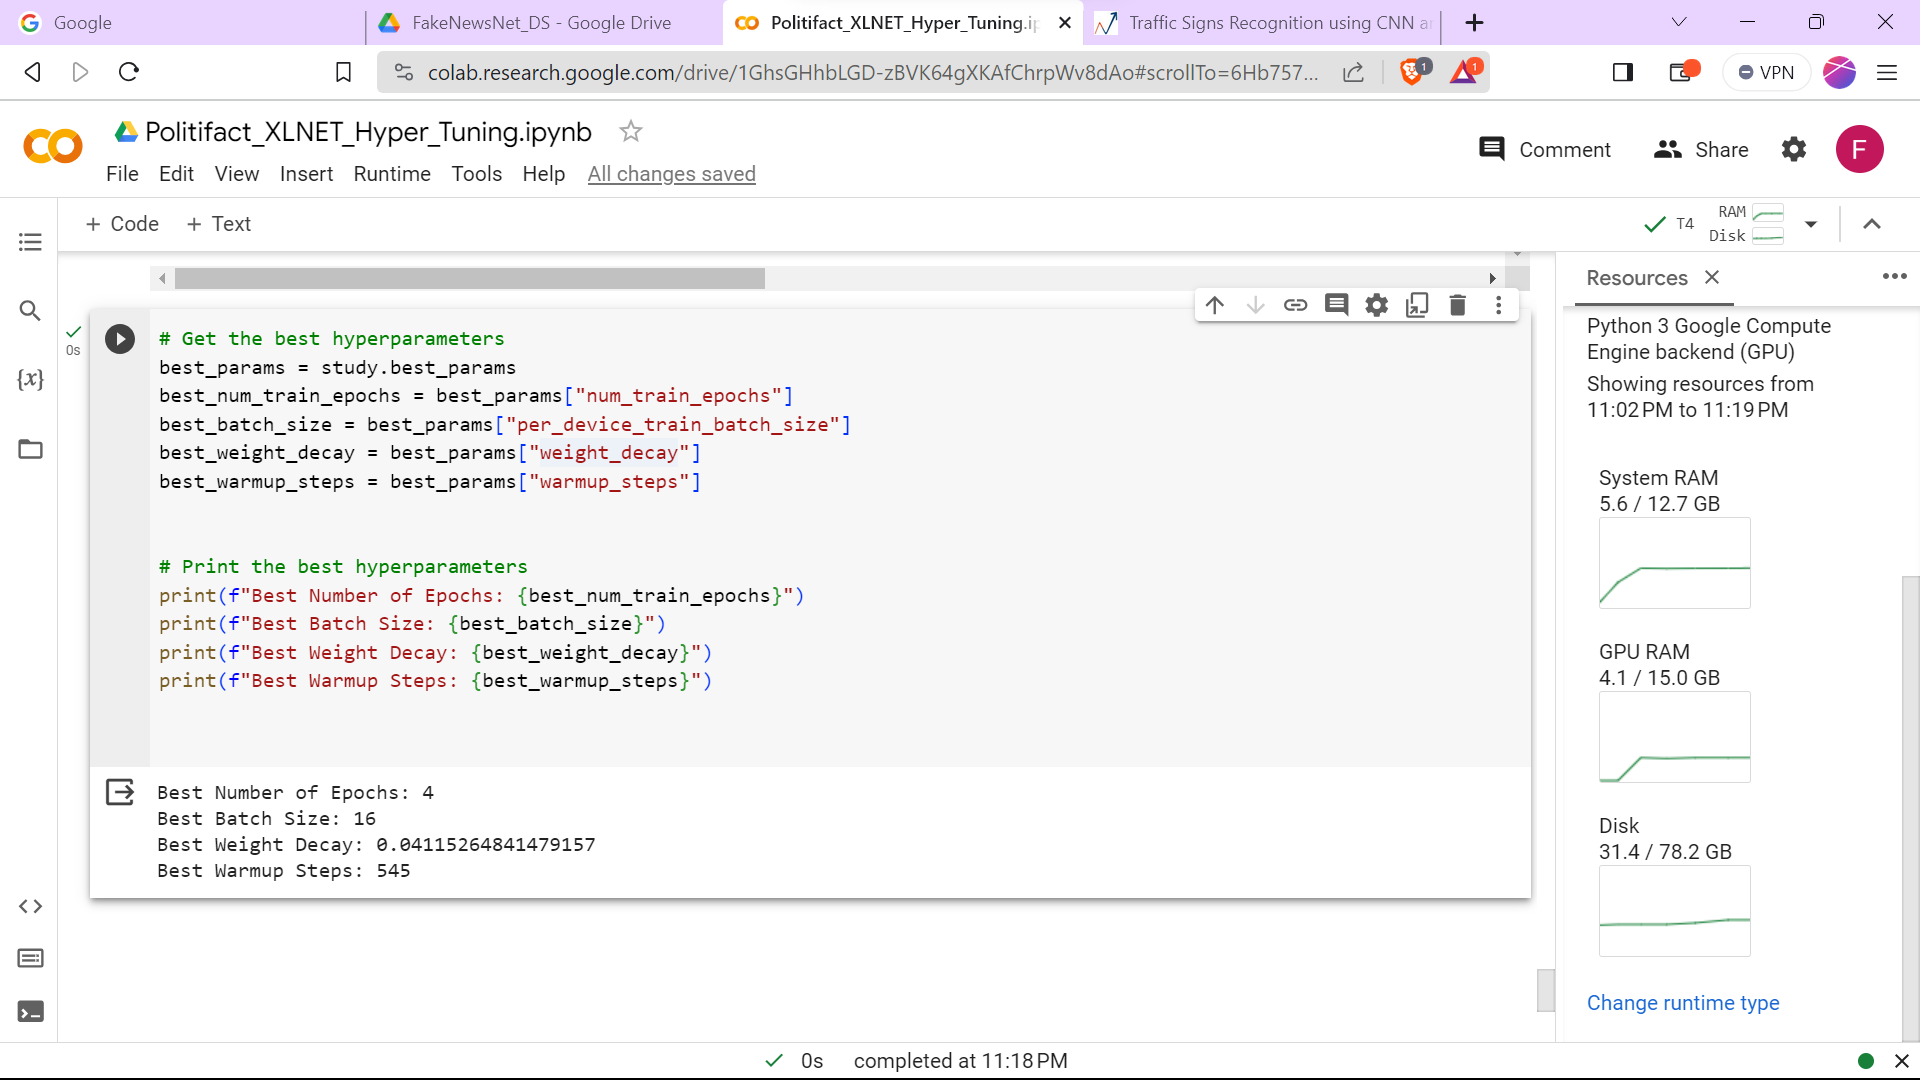 Google
FakeNewsNet_DS - Google Drive
Politifact_XLNET_Hyper_Tuning.ip
Traffic Signs Recognition using CNN a
colab.research.google.com/drive/1GhsGHhbLGD-zBVK64gXKAfChrpWv8dAo#scrollTo=6Hb757...
1
1
VPN
Politifact_XLNET_Hyper_Tuning.ipynb
Comment
Share
F
File Edit View Insert Runtime Tools Help All changes saved
+ Code + Text
T4
RAM
Disk
Resources
{x}
0s
# Get the best hyperparameters
best_params = study.best_params
best_num_train_epochs = best_params["num_train_epochs"]
best_batch_size = best_params["per_device_train_batch_size"]
best_weight_decay = best_params["weight_decay"]
best_warmup_steps = best_params["warmup_steps"]
# Print the best hyperparameters
print(f"Best Number of Epochs: {best_num_train_epochs}")
print(f"Best Batch Size: {best_batch_size}")
print(f"Best Weight Decay: {best_weight_decay}")
print(f"Best Warmup Steps: {best_warmup_steps}")
Best Number of Epochs: 4
Best Batch Size: 16
Best Weight Decay: 0.04115264841479157
Best Warmup Steps: 545
Python 3 Google Compute
Engine backend (GPU)
Showing resources from
11:02 PM to 11:19 PM
System RAM
5.6 / 12.7 GB
GPU RAM
4.1 / 15.0 GB
Disk
31.4 / 78.2 GB
Change runtime type
0s completed at 11:18 PM